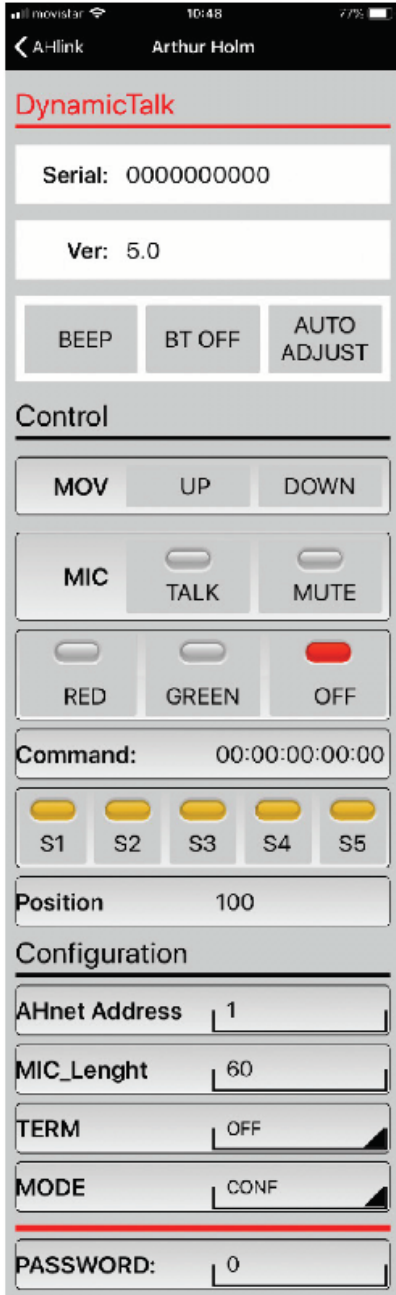 movistar 10:48 77%
AHlink Arthur Holm
DynamicTalk
Serial: 0000000000
Ver: 5.0
BEEP BT OFF AUTO
ADJUST
Control
MOV UP DOWN
MIC TALK MUTE
RED GREEN OFF
Command: 00:00:00:00:00
S1 S2 S3 S4 S5
Position 100
Configuration
AHnet Address 1
MIC_Lenght 60
TERM OFF
MODE CONF
PASSWORD: 0